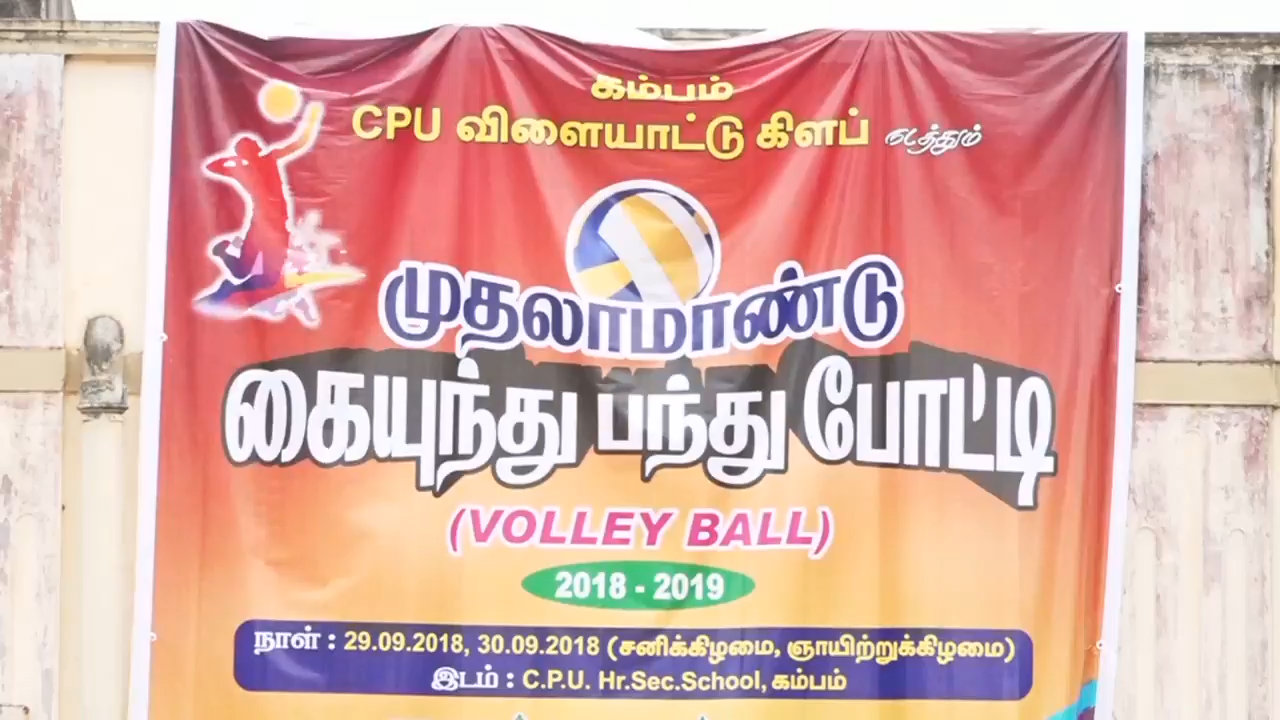 கம்பம்
CPU விளையாட்டு கிளப் நடத்தும்
முதலாமாண்டு
கையுந்து பந்து போட்டி
(VOLLEY BALL)
2018 - 2019
நாள் : 29.09.2018, 30.09.2018 (சனிக்கிழமை, ஞாயிற்றுக்கிழமை)
இடம் : C.P.U. Hr.Sec.School, கம்பம்